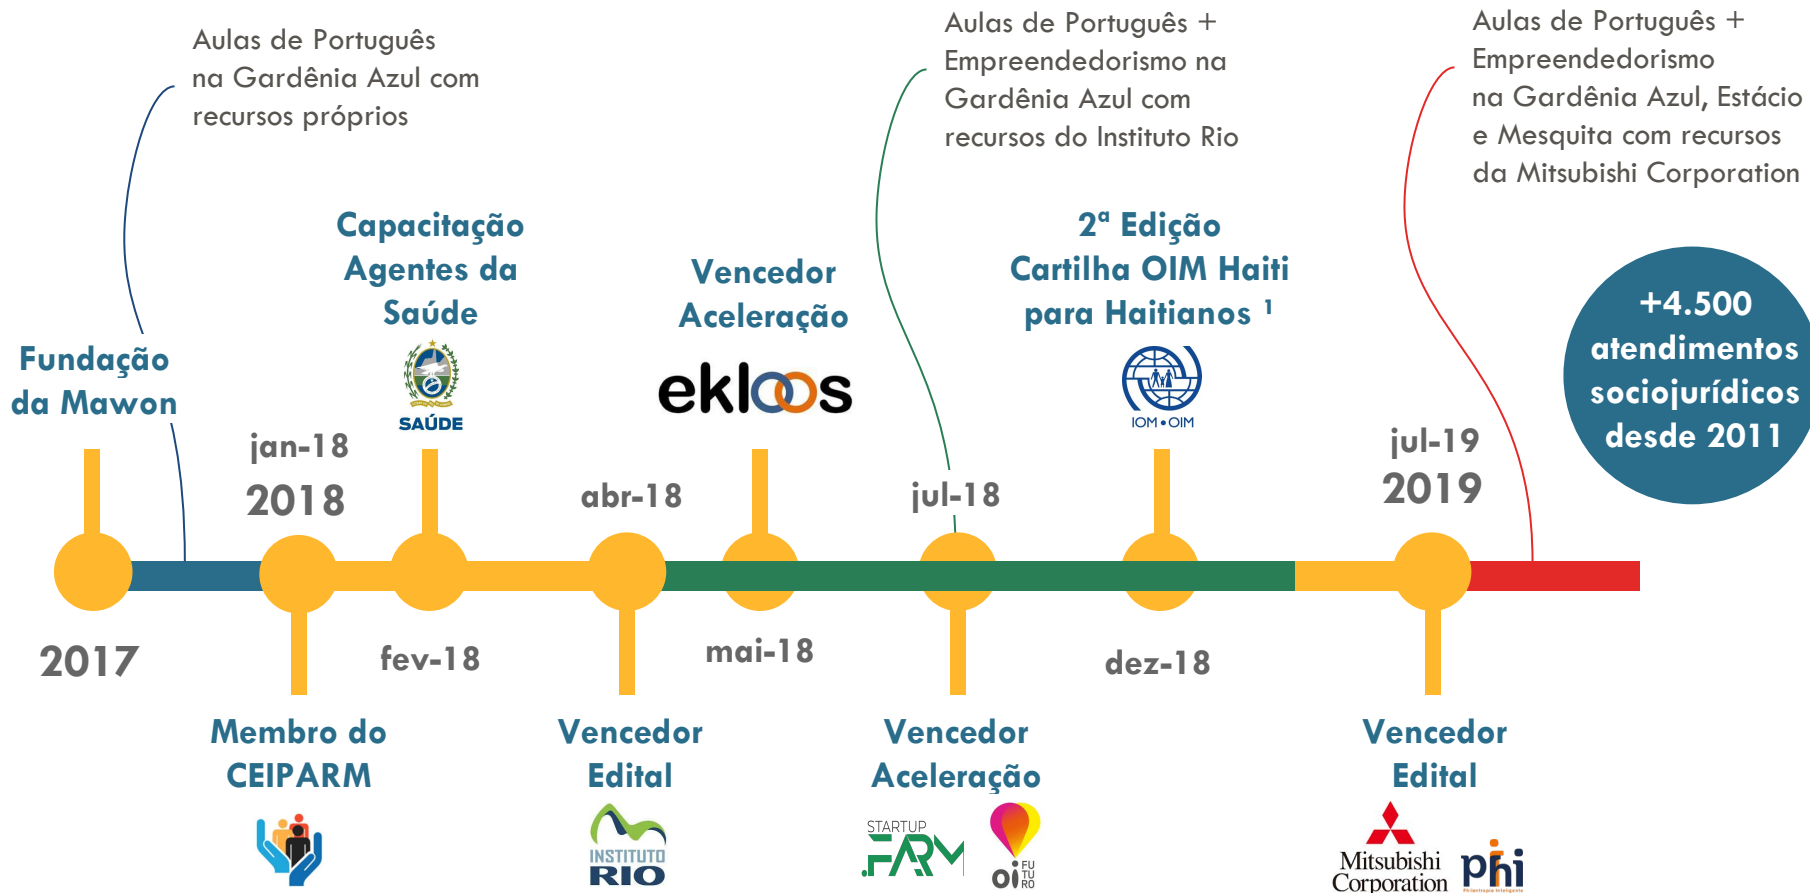 Aulas de Português
na Gardênia Azul com
recursos próprios
Aulas de Português +
Empreendedorismo na
Gardênia Azul com
recursos do Instituto Rio
Aulas de Português +
Empreendedorismo
na Gardênia Azul, Estácio
e Mesquita com recursos
da Mitsubishi Corporation
Fundação
da Mawon
Capacitação
Agentes da
Saúde
SAÚDE
Vencedor
Aceleração
ekloos
2ª Edição
Cartilha OIM Haiti
para Haitianos ¹
IOM • OIM
+4.500
atendimentos
sociojurídicos
desde 2011
jan-18
2018
abr-18
jul-18
jul-19
2019
2017
fev-18
mai-18
dez-18
Membro do
CEIPARM
Vencedor
Edital
INSTITUTO
RIO
Vencedor
Aceleração
STARTUP
.FARM
oi FU
TU
RO
Vencedor
Edital
Mitsubishi
Corporation
phi
Philantropia Inteligente